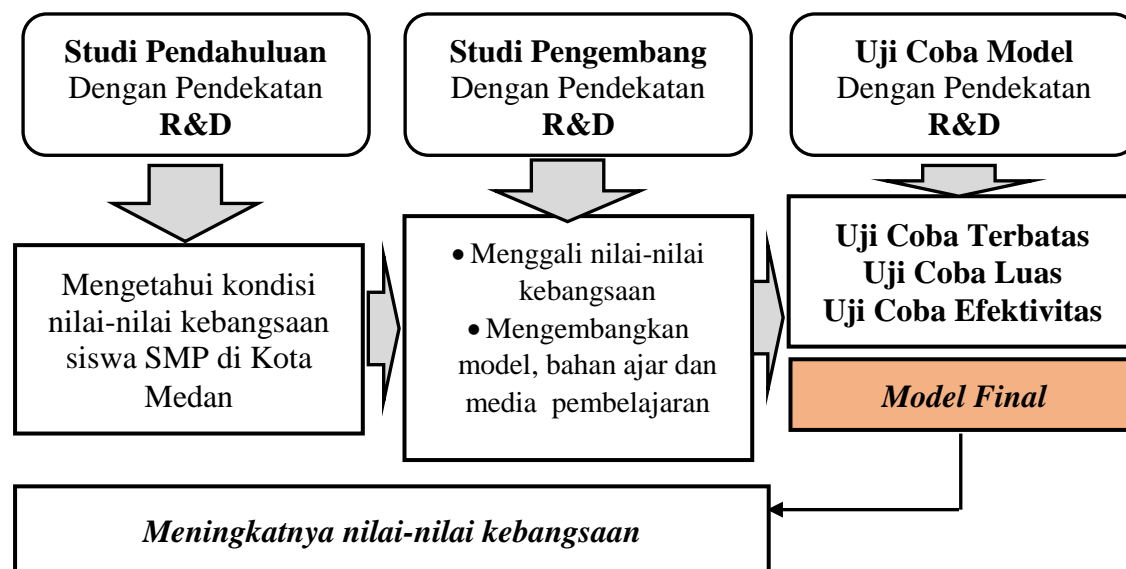 Studi Pendahuluan
Dengan Pendekatan
R&D
Studi Pengembang
Dengan Pendekatan
R&D
Uji Coba Model
Dengan Pendekatan
R&D
Mengetahui kondisi
nilai-nilai kebangsaan
siswa SMP di Kota
Medan
• Menggali nilai-nilai
kebangsaan
• Mengembangkan
model, bahan ajar dan
media pembelajaran
Uji Coba Terbatas
Uji Coba Luas
Uji Coba Efektivitas
Model Final
Meningkatnya nilai-nilai kebangsaan